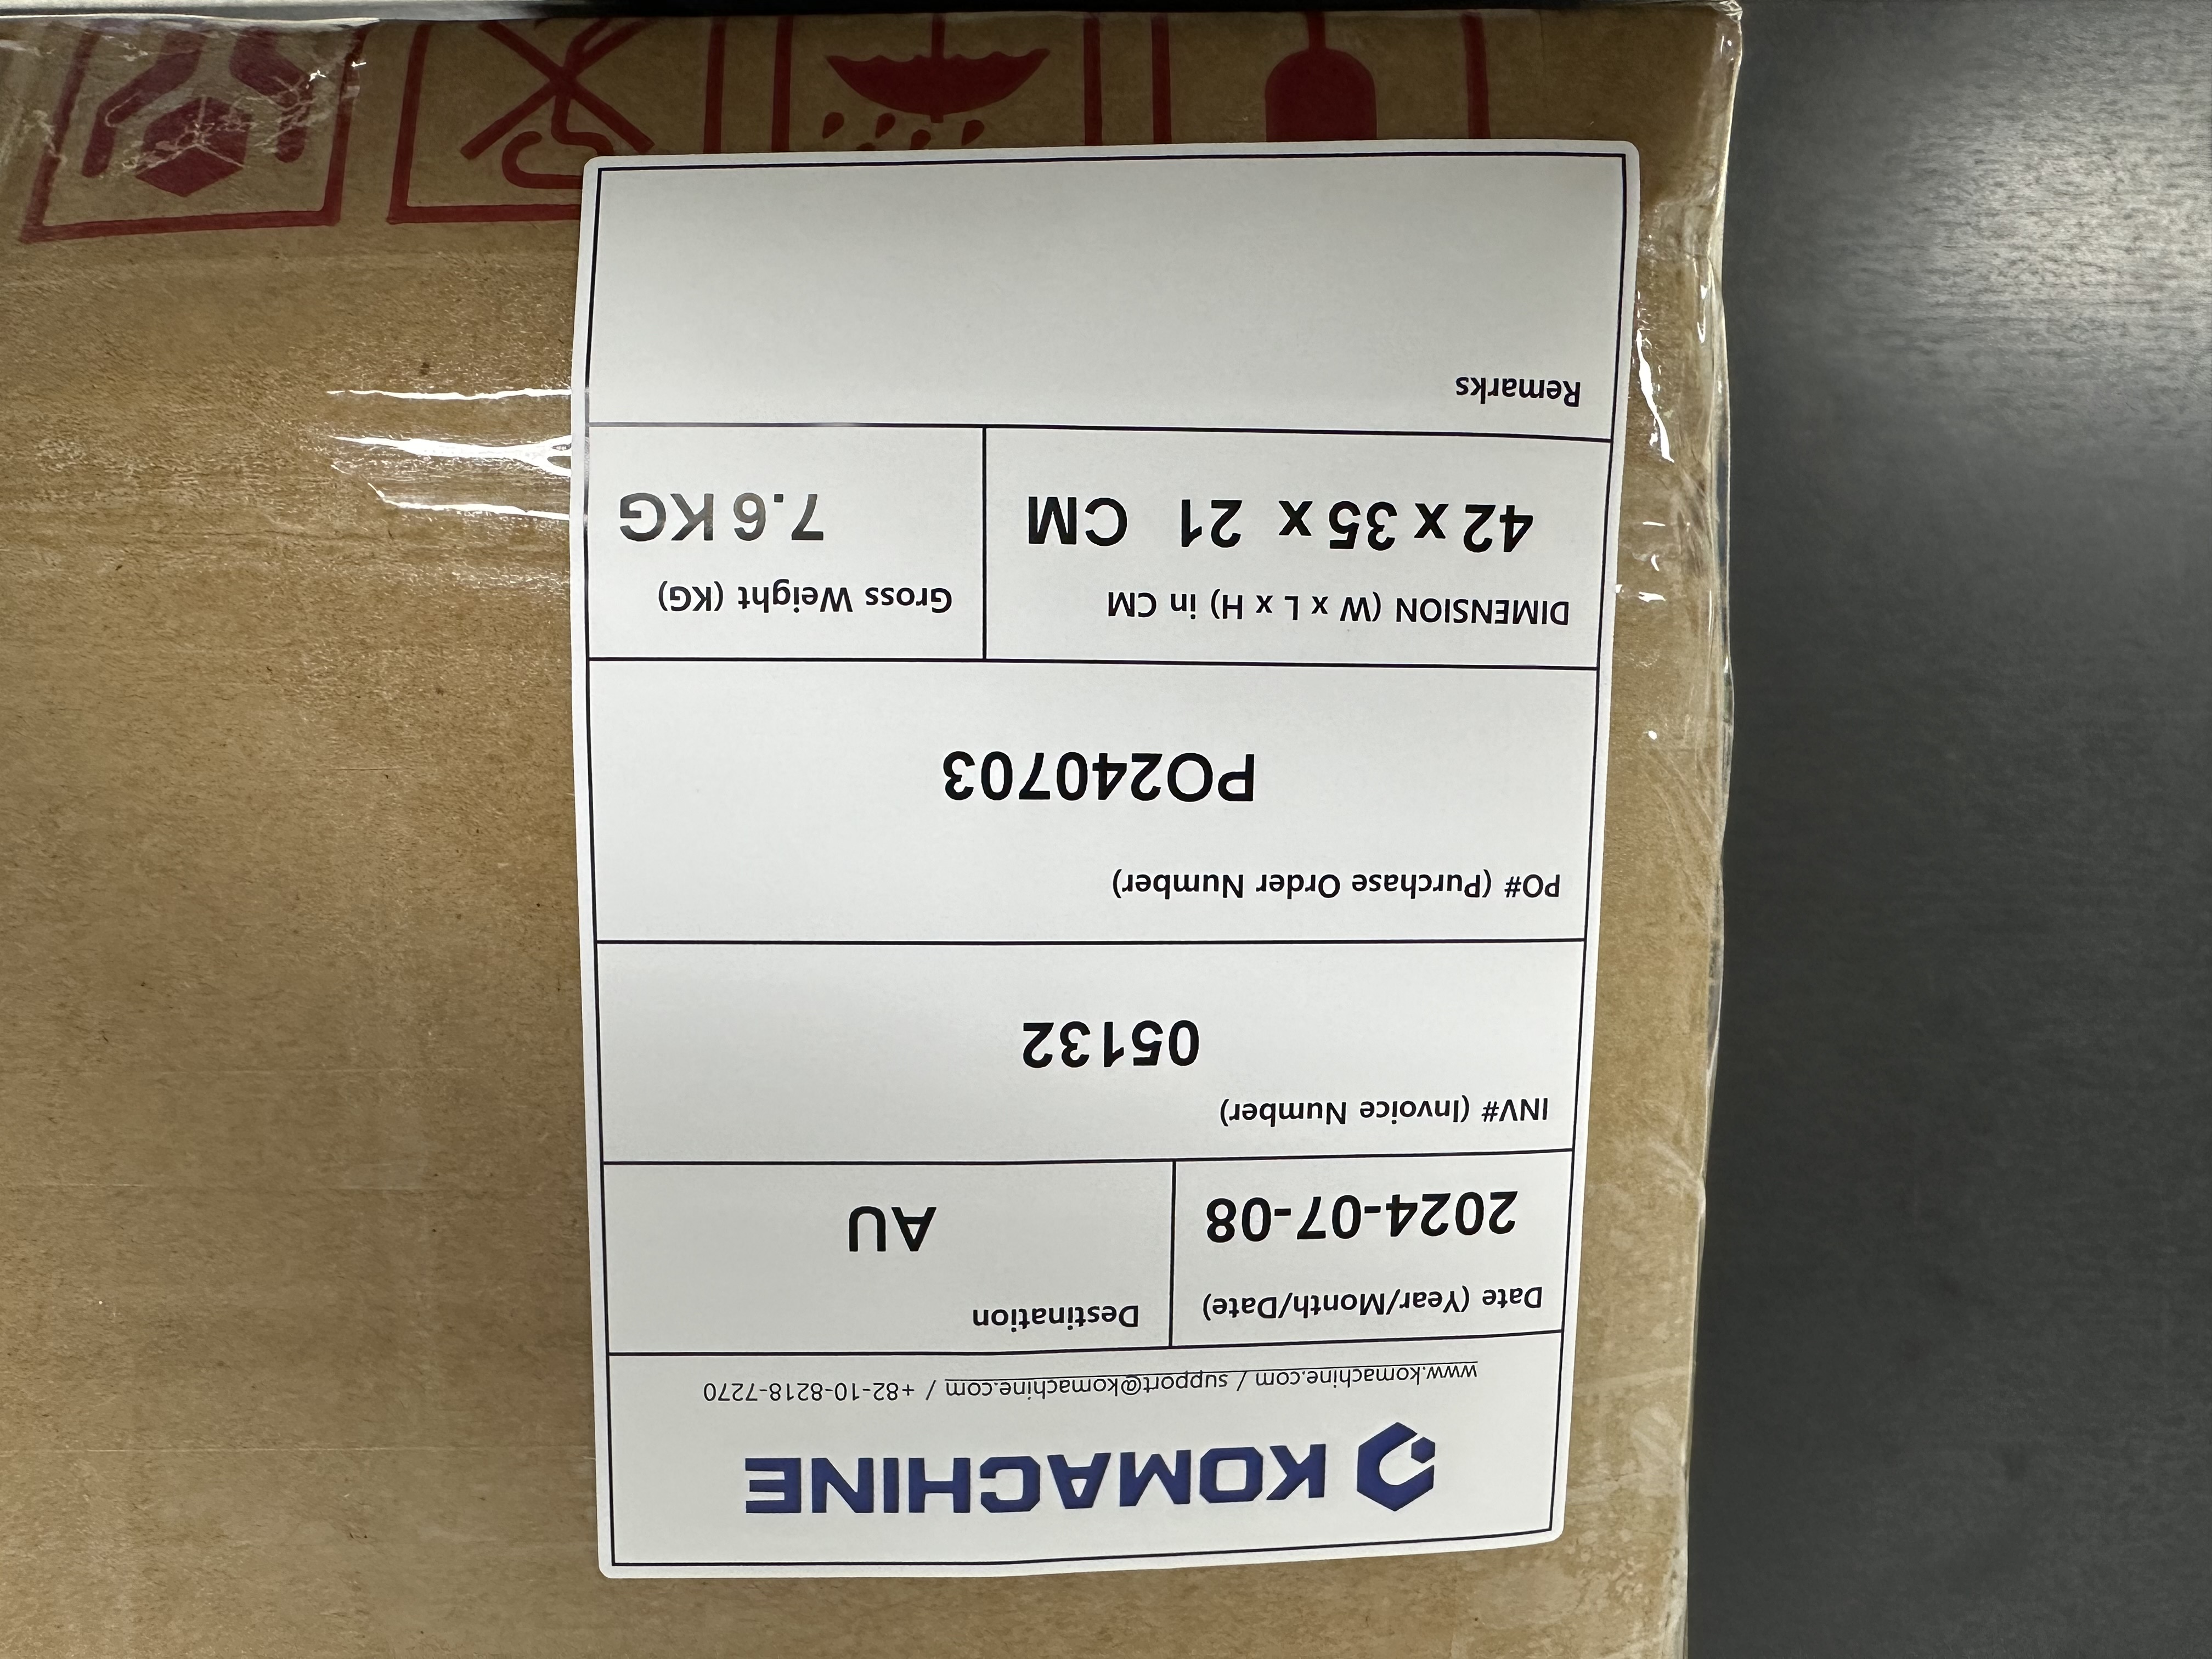 KOMACHINE
www.komachine.com / support@komachine.com / +82-10-8218-7270
Date (Year/Month/Date)
2024-07-08
Destination
AU
INV# (Invoice Number)
05132
PO# (Purchase Order Number)
PO240703
DIMENSION (W x L x H) in CM
42 x 35 x 21 CM
Gross Weight (KG)
7.6 KG
Remarks